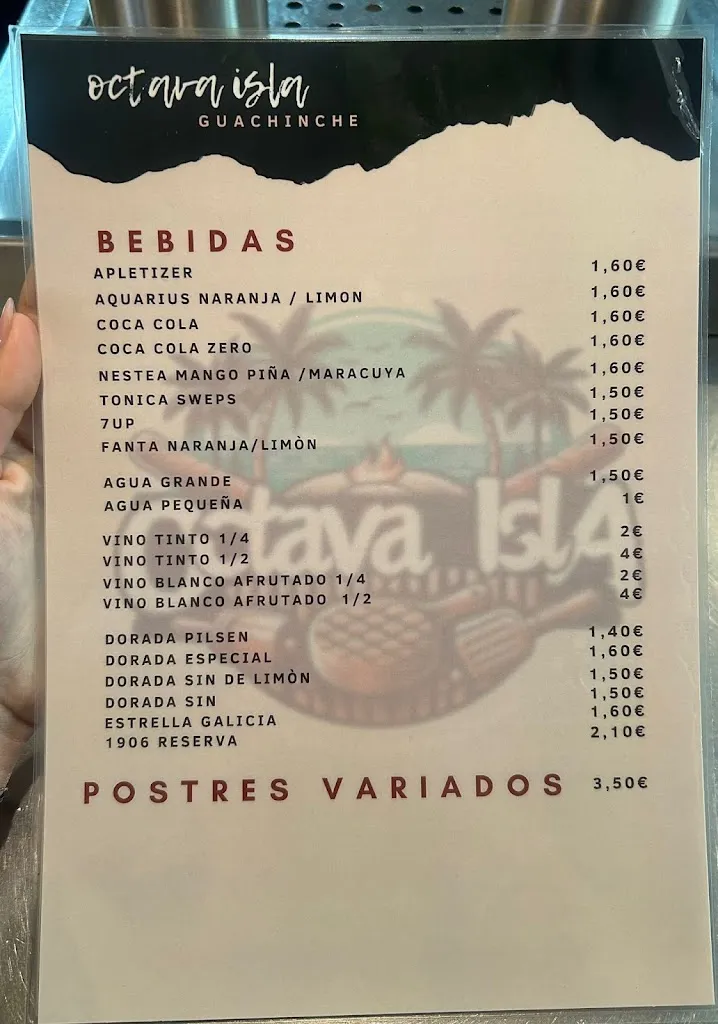 octava isla
GUACHINCHE
BEBIDAS
APLETIZER 1,60€
AQUARIUS NARANJA / LIMON 1,60€
COCA COLA 1,60€
COCA COLA ZERO 1,60€
NESTEA MANGO PIÑA /MARACUYA 1,60€
TONICA SWEPS 1,50€
7UP 1,50€
FANTA NARANJA/LIMÒN 1,50€
AGUA GRANDE 1,50€
AGUA PEQUEÑA 1€
VINO TINTO 1/4 2€
VINO TINTO 1/2 4€
VINO BLANCO AFRUTADO 1/4 2€
VINO BLANCO AFRUTADO 1/2 4€
DORADA PILSEN 1,40€
DORADA ESPECIAL 1,60€
DORADA SIN DE LIMÒN 1,50€
DORADA SIN 1,50€
ESTRELLA GALICIA 1,60€
1906 RESERVA 2,10€
POSTRES VARIADOS 3,50€
Octava IslA